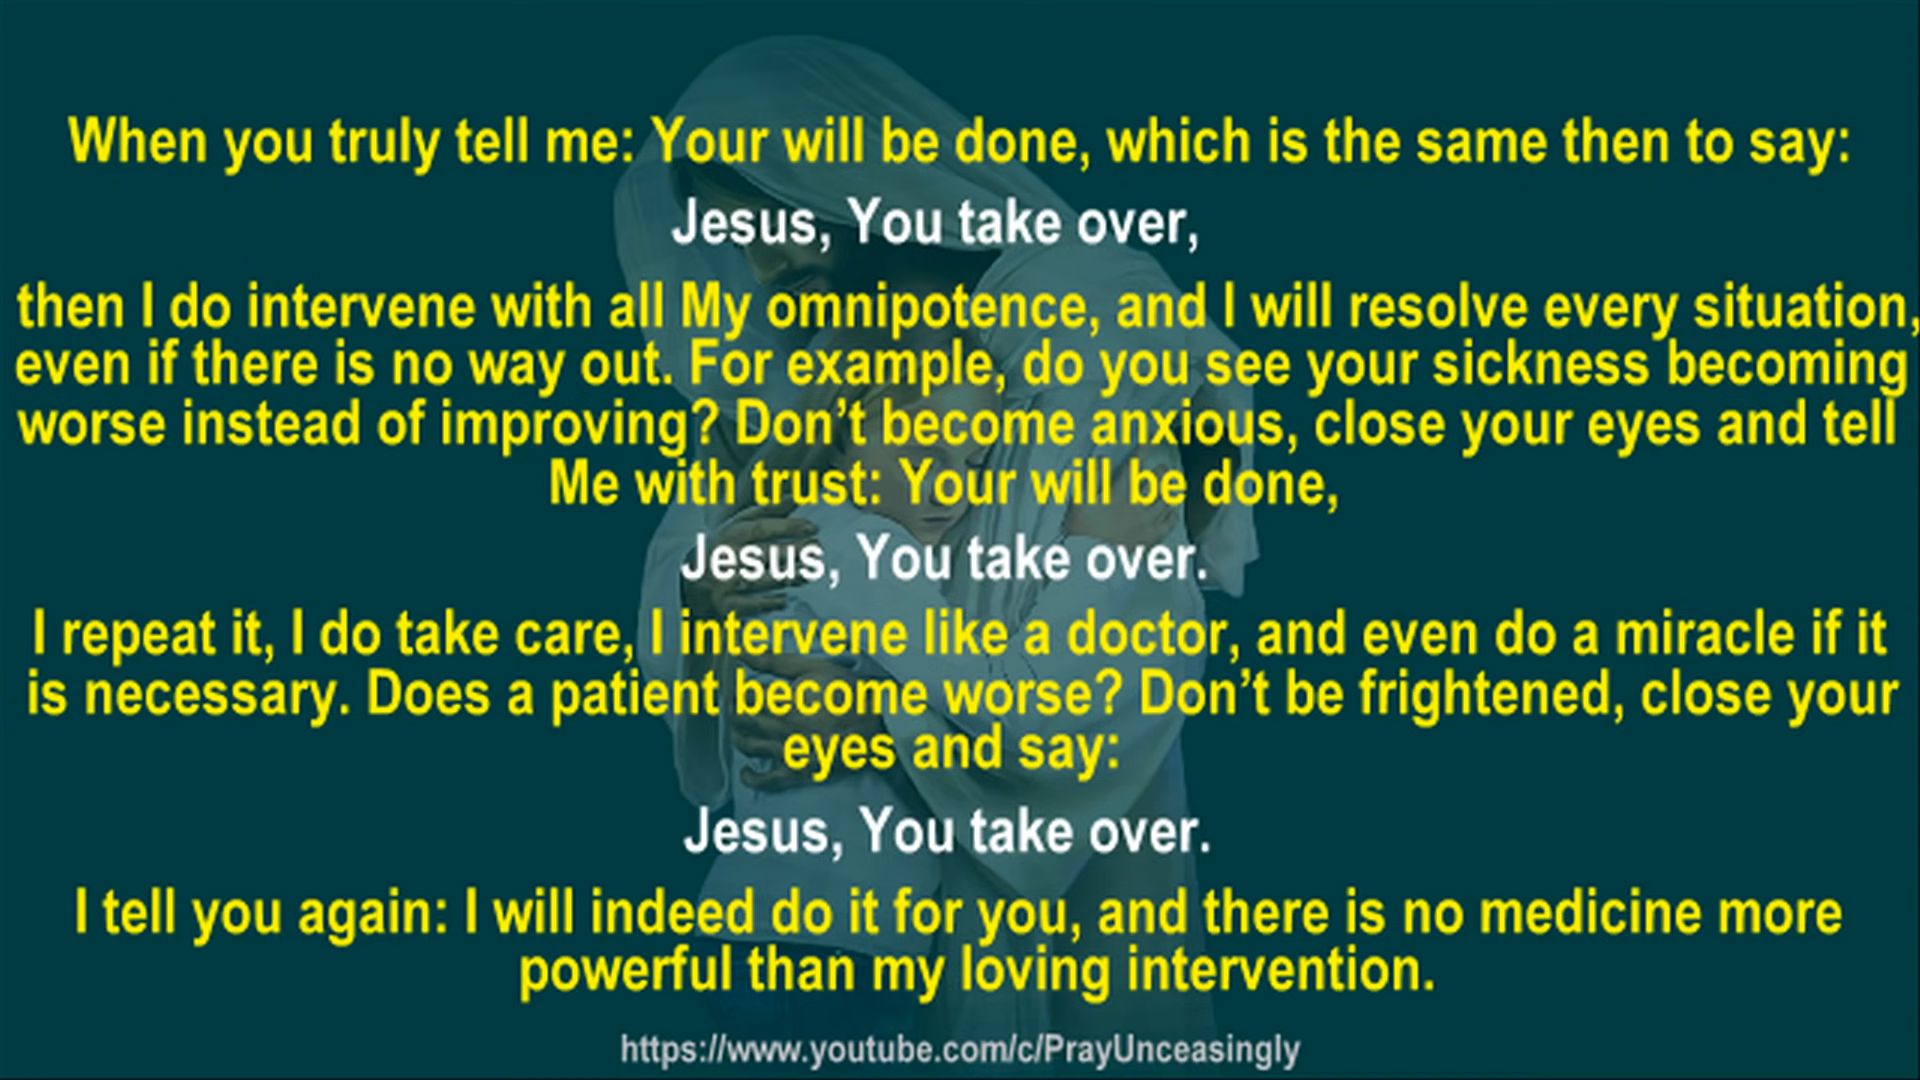 When you truly tell me: Your will be done, which is the same then to say:
Jesus, You take over,
then I do intervene with all My omnipotence, and I will resolve every situation,
even if there is no way out. For example, do you see your sickness becoming
worse instead of improving? Don’t become anxious, close your eyes and tell
Me with trust: Your will be done,
Jesus, You take over.
I repeat it, I do take care, I intervene like a doctor, and even do a miracle if it
is necessary. Does a patient become worse? Don’t be frightened, close your
eyes and say:
Jesus, You take over.
I tell you again: I will indeed do it for you, and there is no medicine more
powerful than my loving intervention.
https://www.youtube.com/c/PrayUnceasingly